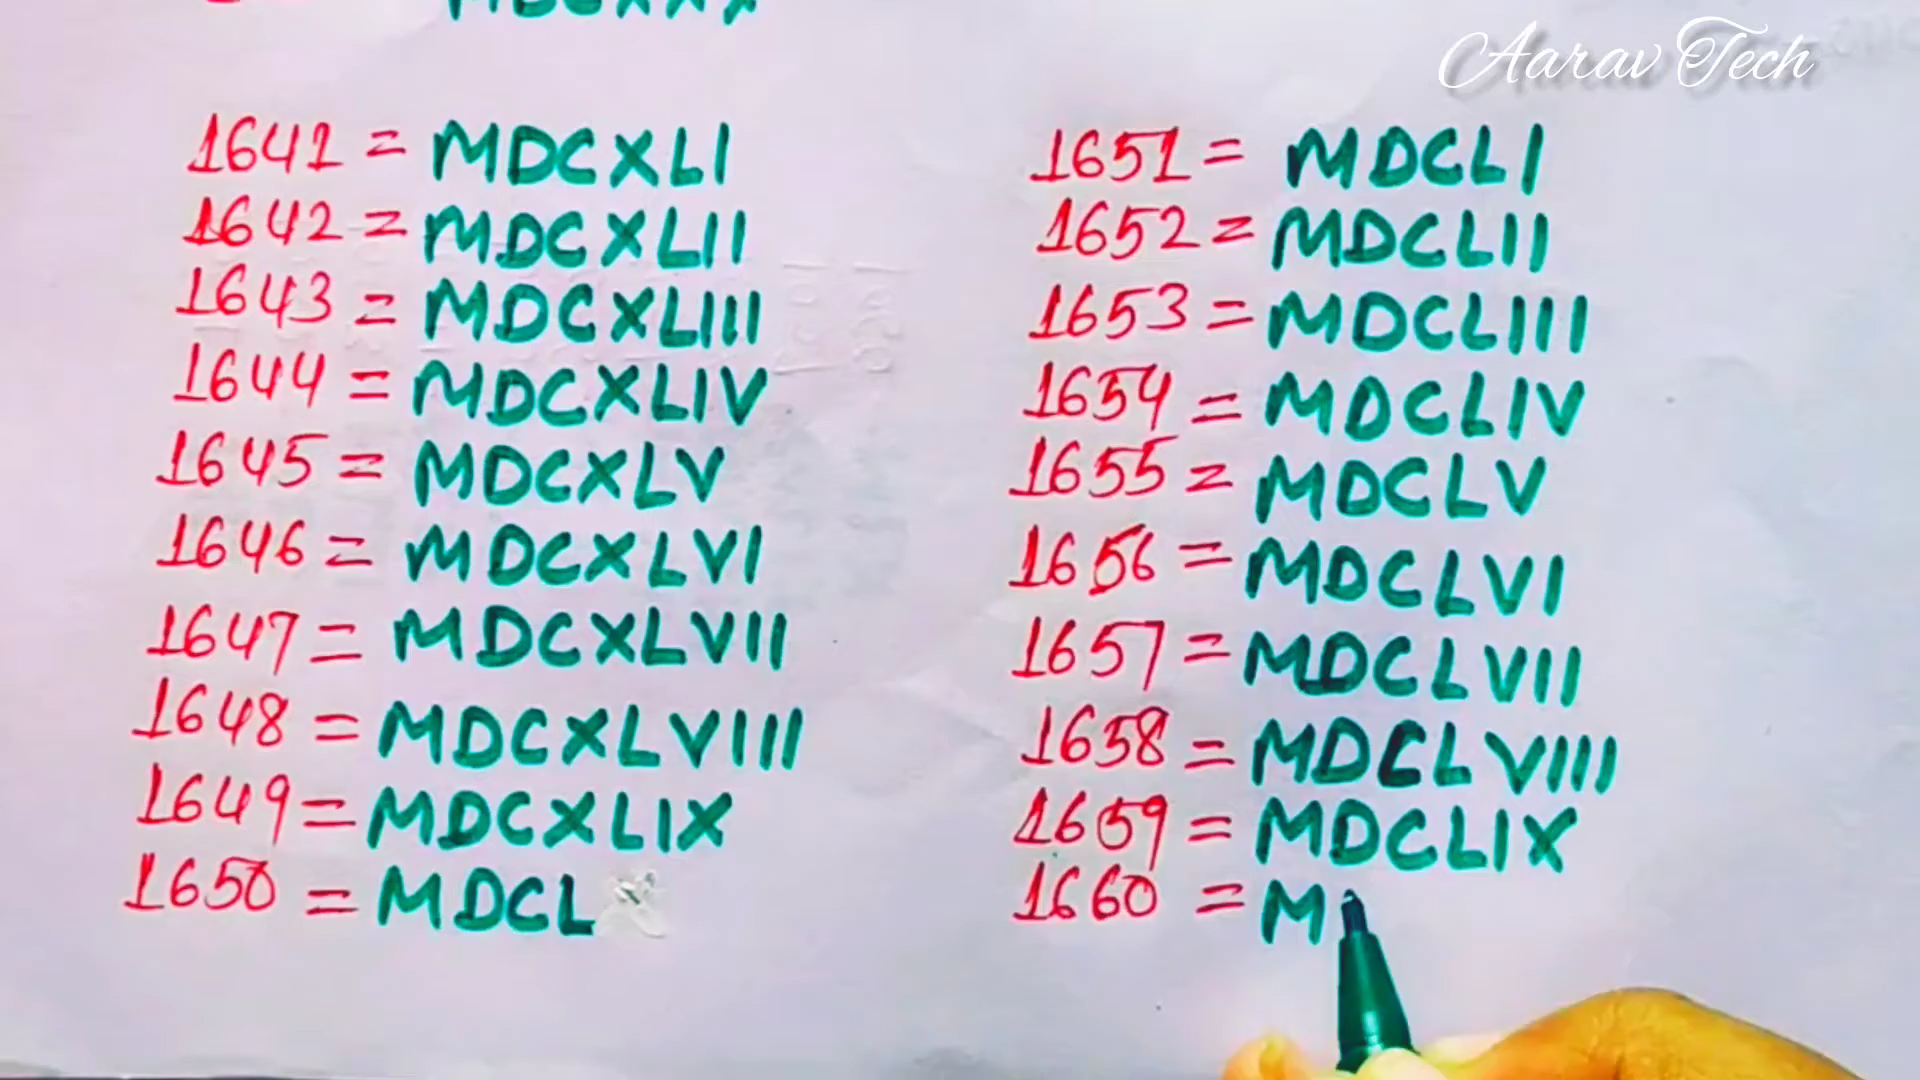 Aarav Tech
1641 = MDCXLI
1642 = MDCXLII
1643 = MDCXLIII
1644 = MDCXLIV
1645 = MDCXLV
1646 = MDCXLVI
1647 = MDCXLVII
1648 = MDCXLVIII
1649 = MDCXLIX
1650 = MDCL
1651 = MDCLI
1652 = MDCLII
1653 = MDCLIII
1654 = MDCLIV
1655 = MDCLV
1656 = MDCLVI
1657 = MDCLVII
1658 = MDCLVIII
1659 = MDCLIX
1660 = M